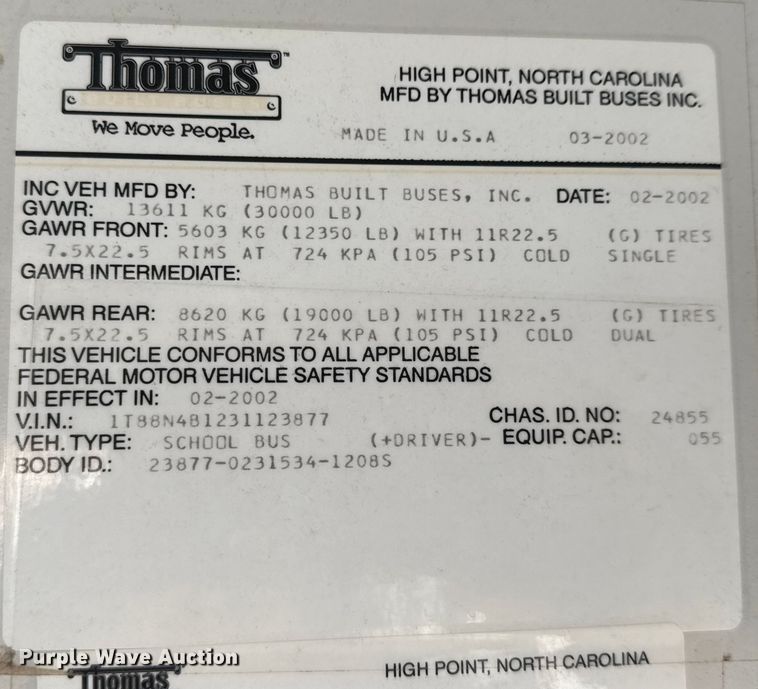 Thomas™
BUILT BUSES
We Move People.
HIGH POINT, NORTH CAROLINA
MFD BY THOMAS BUILT BUSES INC.
MADE IN U.S.A 03-2002
INC VEH MFD BY: THOMAS BUILT BUSES, INC. DATE: 02-2002
GVWR: 13611 KG (30000 LB)
GAWR FRONT: 5603 KG (12350 LB) WITH 11R22.5 (G) TIRES
7.5X22.5 RIMS AT 724 KPA (105 PSI) COLD SINGLE
GAWR INTERMEDIATE:
GAWR REAR: 8620 KG (19000 LB) WITH 11R22.5 (G) TIRES
7.5X22.5 RIMS AT 724 KPA (105 PSI) COLD DUAL
THIS VEHICLE CONFORMS TO ALL APPLICABLE
FEDERAL MOTOR VEHICLE SAFETY STANDARDS
IN EFFECT IN: 02-2002
V.I.N.: 1T88N4B1231123877 CHAS. ID. NO: 24855
VEH. TYPE: SCHOOL BUS (+DRIVER)- EQUIP. CAP.: 055
BODY ID.: 23877-0231534-1208S
Purple Wave Auction
Thomas
HIGH POINT, NORTH CAROLINA